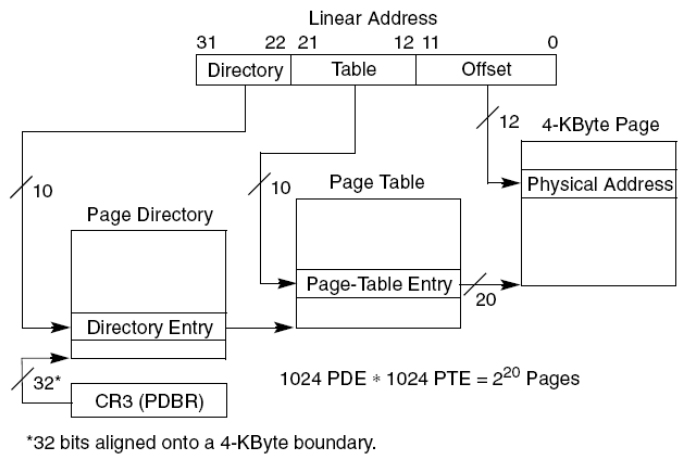 Linear Address
31 22 21 12 11 0
Directory Table Offset
12
4-KByte Page
Physical Address
10
10
Page Table
Page Directory
Page-Table Entry
20
Directory Entry
32*
CR3 (PDBR)
1024 PDE * 1024 PTE = 2²⁰ Pages
*32 bits aligned onto a 4-KByte boundary.